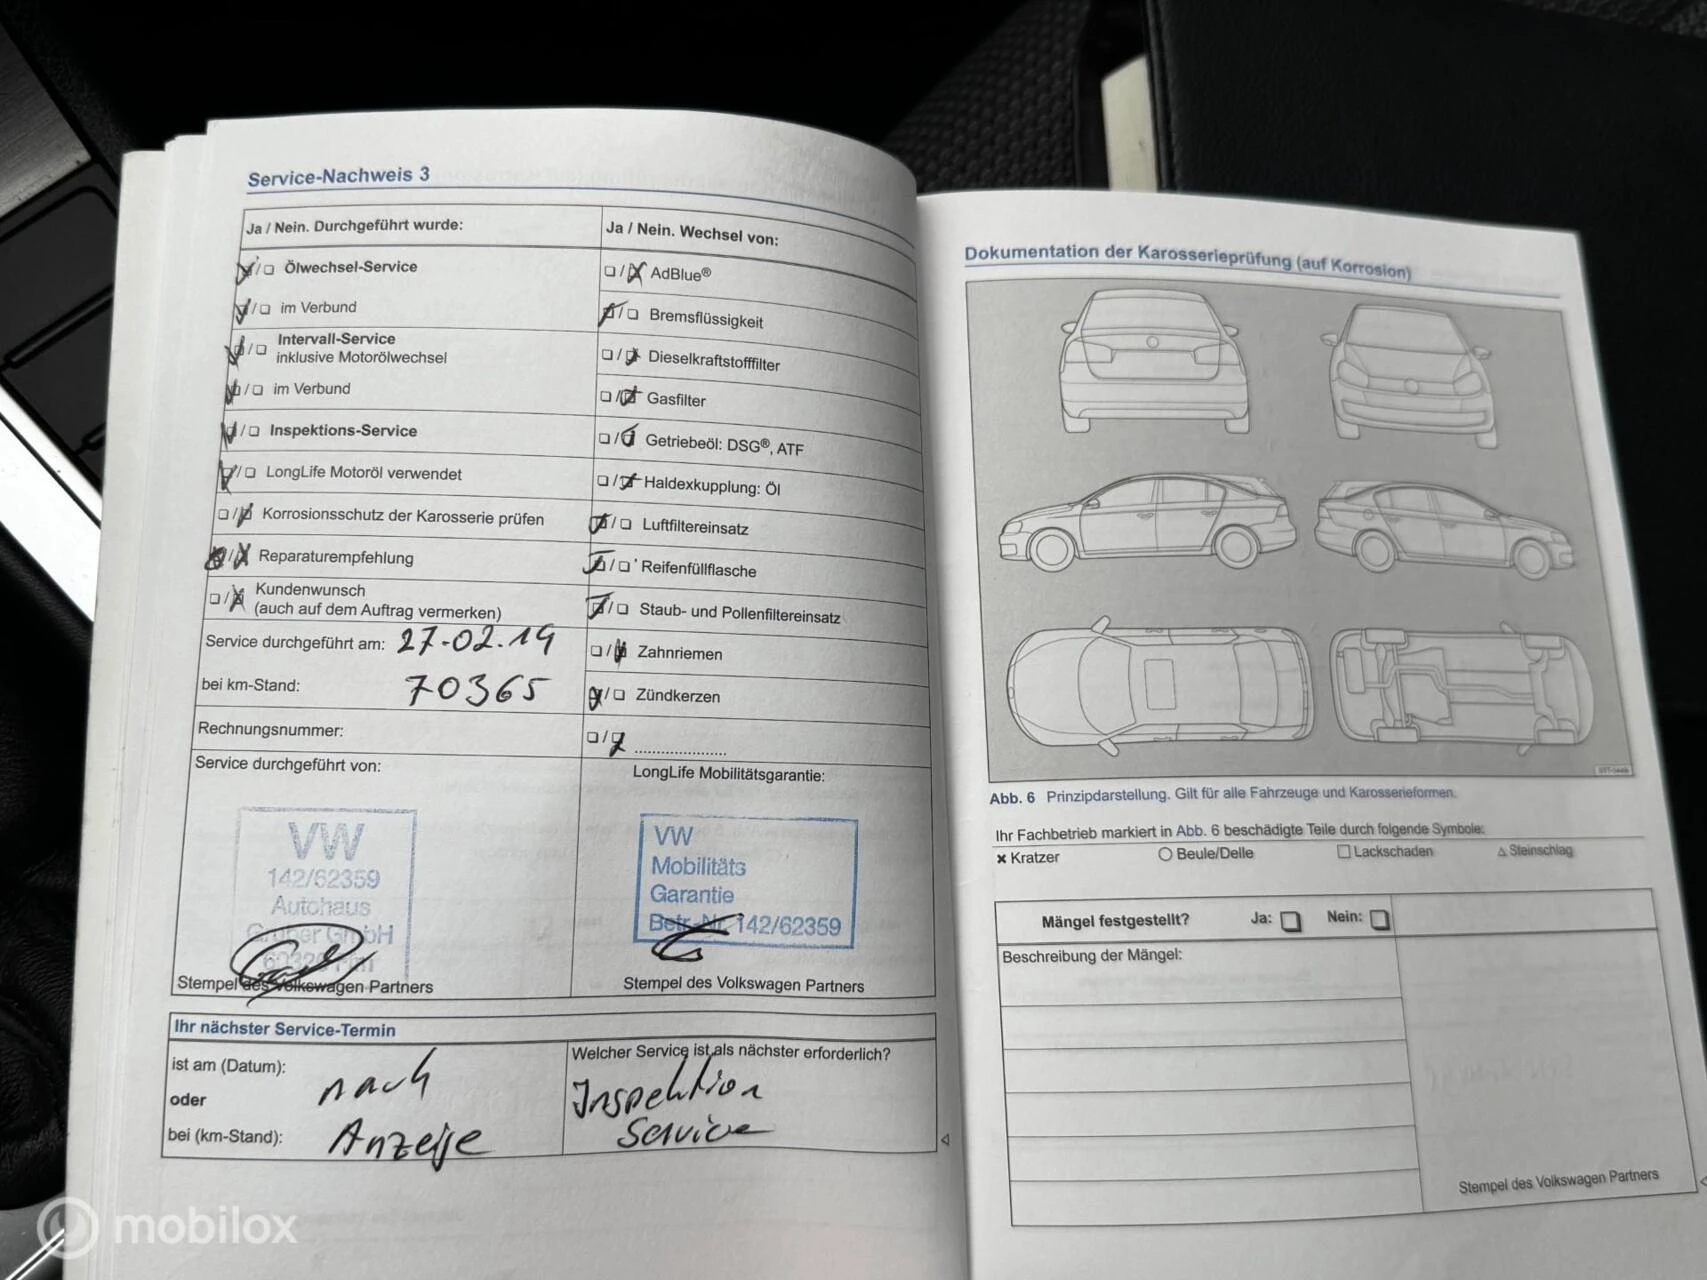 Service-Nachweis 3
Ja / Nein. Durchgeführt wurde:
Ölwechsel-Service
im Verbund
Intervall-Service
inklusive Motorölwechsel
im Verbund
Inspektions-Service
LongLife Motoröl verwendet
Korrosionsschutz der Karosserie prüfen
Reparaturempfehlung
Kundenwunsch
(auch auf dem Auftrag vermerken)
Service durchgeführt am: 27-02.19
bei km-Stand: 70365
Rechnungsnummer:
Service durchgeführt von:
VW
142/62359
Autohaus
Gruber GmbH
Stempel des Volkswagen Partners
Ja / Nein. Wechsel von:
AdBlue®
Bremsflüssigkeit
Dieselkraftstofffilter
Gasfilter
Getriebeöl: DSG®, ATF
Haldexkupplung: Öl
Luftfiltereinsatz
Reifenfüllflasche
Staub- und Pollenfiltereinsatz
Zahnriemen
Zündkerzen
LongLife Mobilitätsgarantie:
VW
Mobilitäts
Garantie
Betr.-Nr. 142/62359
Stempel des Volkswagen Partners
Ihr nächster Service-Termin
ist am (Datum): nach
oder
bei (km-Stand): Anzeige
Welcher Service ist als nächster erforderlich?
Inspektion
Service
Dokumentation der Karosserieprüfung (auf Korrosion)
Abb. 6 Prinzipdarstellung. Gilt für alle Fahrzeuge und Karosserieformen.
Ihr Fachbetrieb markiert in Abb. 6 beschädigte Teile durch folgende Symbole:
Kratzer Beule/Delle Lackschaden Steinschlag
Mängel festgestellt? Ja: Nein:
Beschreibung der Mängel:
Stempel des Volkswagen Partners
mobilox